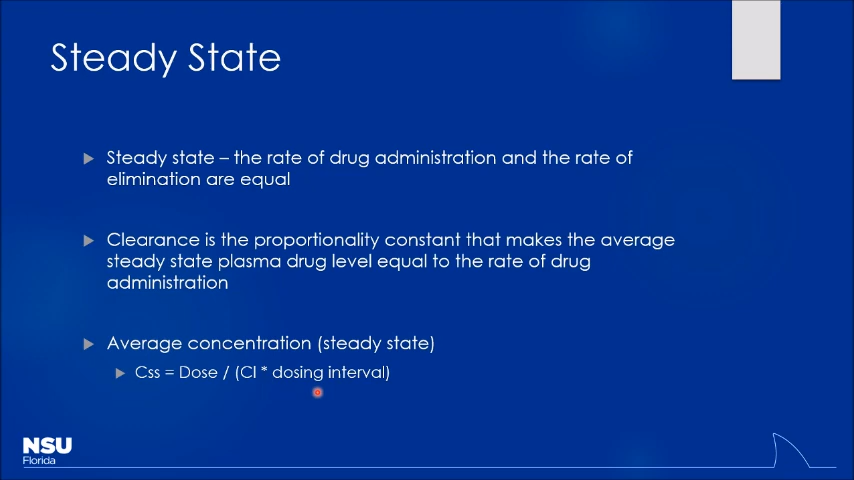 Steady State
Steady state – the rate of drug administration and the rate of
elimination are equal
Clearance is the proportionality constant that makes the average
steady state plasma drug level equal to the rate of drug
administration
Average concentration (steady state)
Css = Dose / (Cl * dosing interval)
NSU
Florida